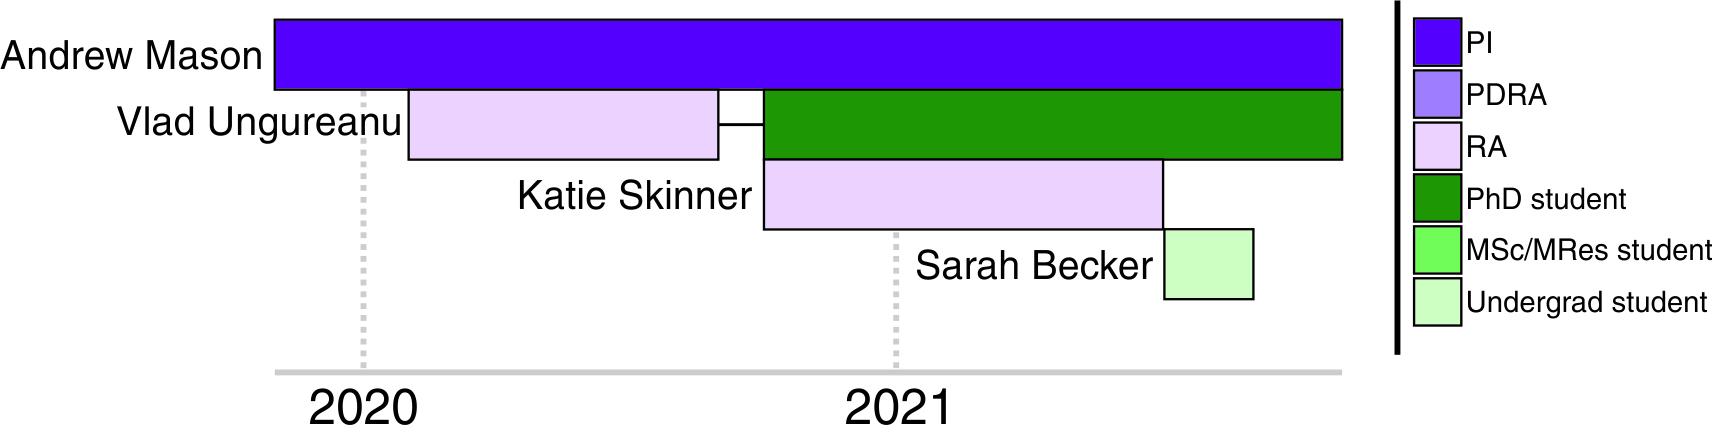 Andrew Mason
Vlad Ungureanu
Katie Skinner
Sarah Becker
2020
2021
PI
PDRA
RA
PhD student
MSc/MRes student
Undergrad student